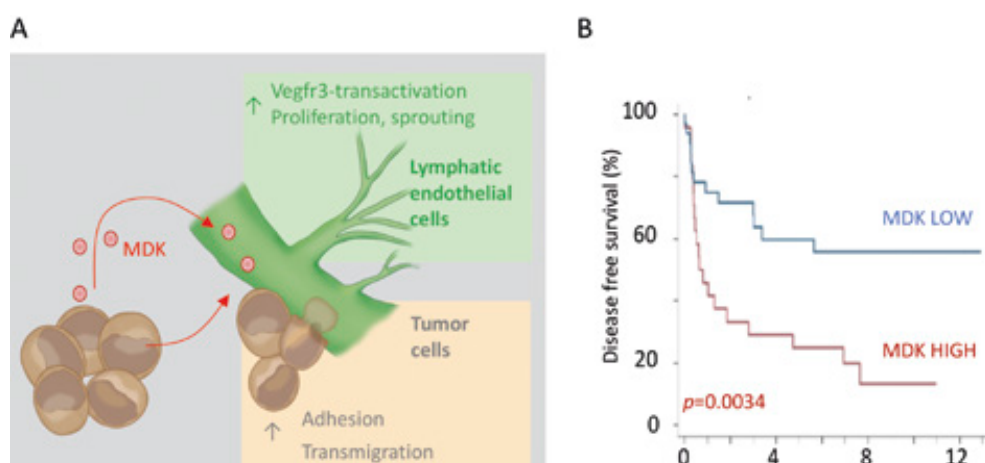 A
↑ Vegfr3-transactivation
Proliferation, sprouting
Lymphatic
endothelial
cells
MDK
Tumor
cells
↑ Adhesion
Transmigration
B
Disease free survival (%)
100
60
20
0
MDK LOW
MDK HIGH
p=0.0034
0 4 8 12